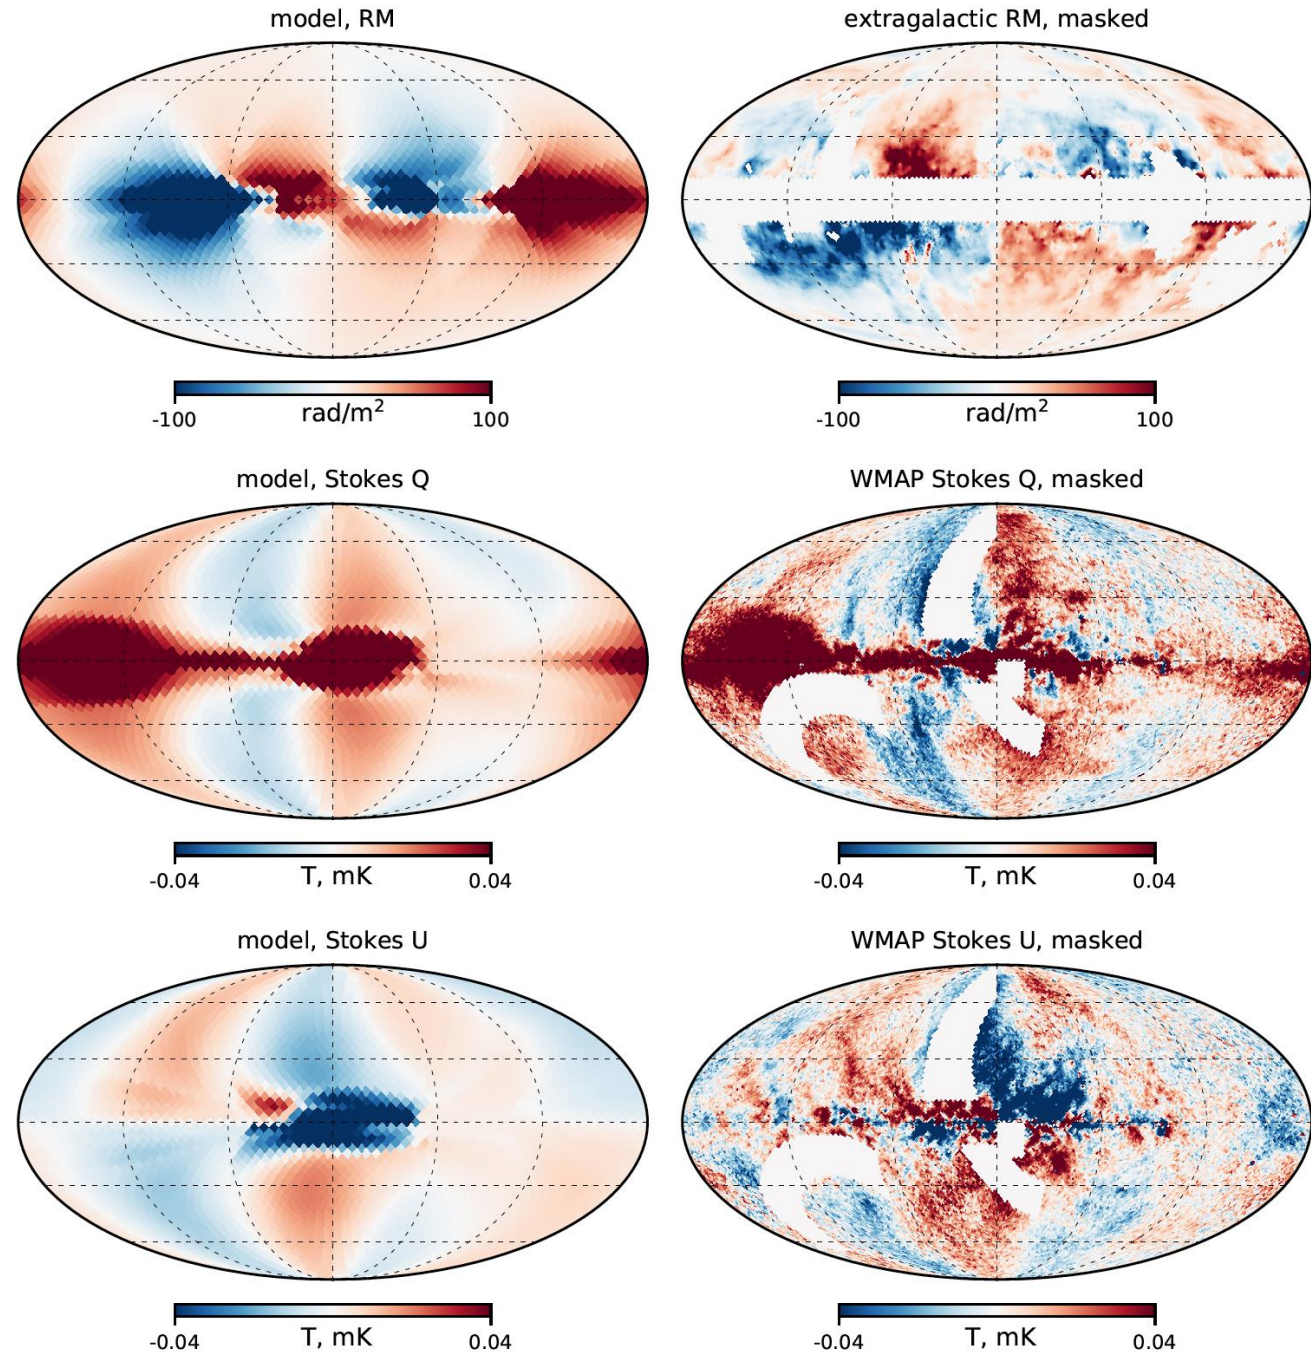 model, RM
extragalactic RM, masked
-100 rad/m² 100
-100 rad/m² 100
model, Stokes Q
WMAP Stokes Q, masked
-0.04 T, mK 0.04
-0.04 T, mK 0.04
model, Stokes U
WMAP Stokes U, masked
-0.04 T, mK 0.04
-0.04 T, mK 0.04